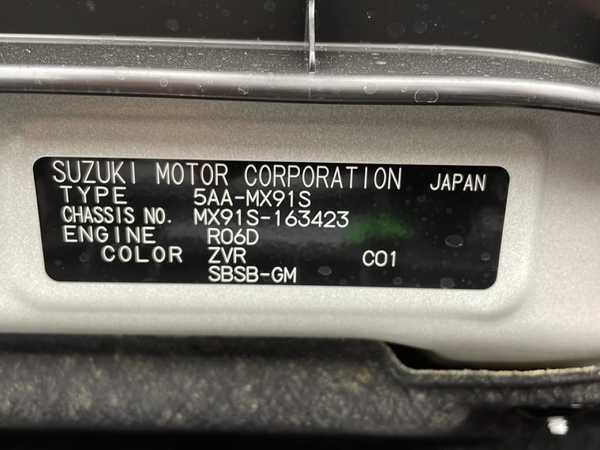 SUZUKI MOTOR CORPORATION JAPAN
TYPE 5AA-MX91S
CHASSIS NO. MX91S-163423
ENGINE R06D
COLOR ZVR C01
SBSB-GM